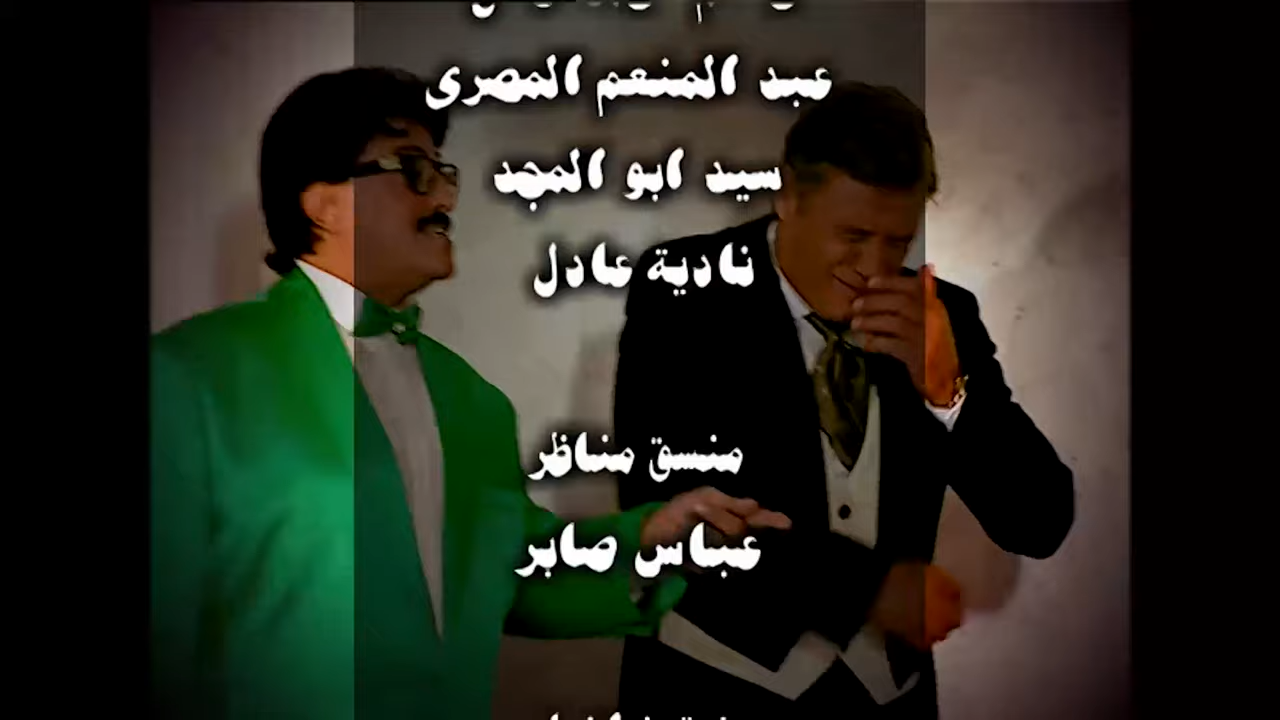 عبد المنعم المصرى
سيد ابو المجد
نادية عادل
منسق مناظر
عباس صابر